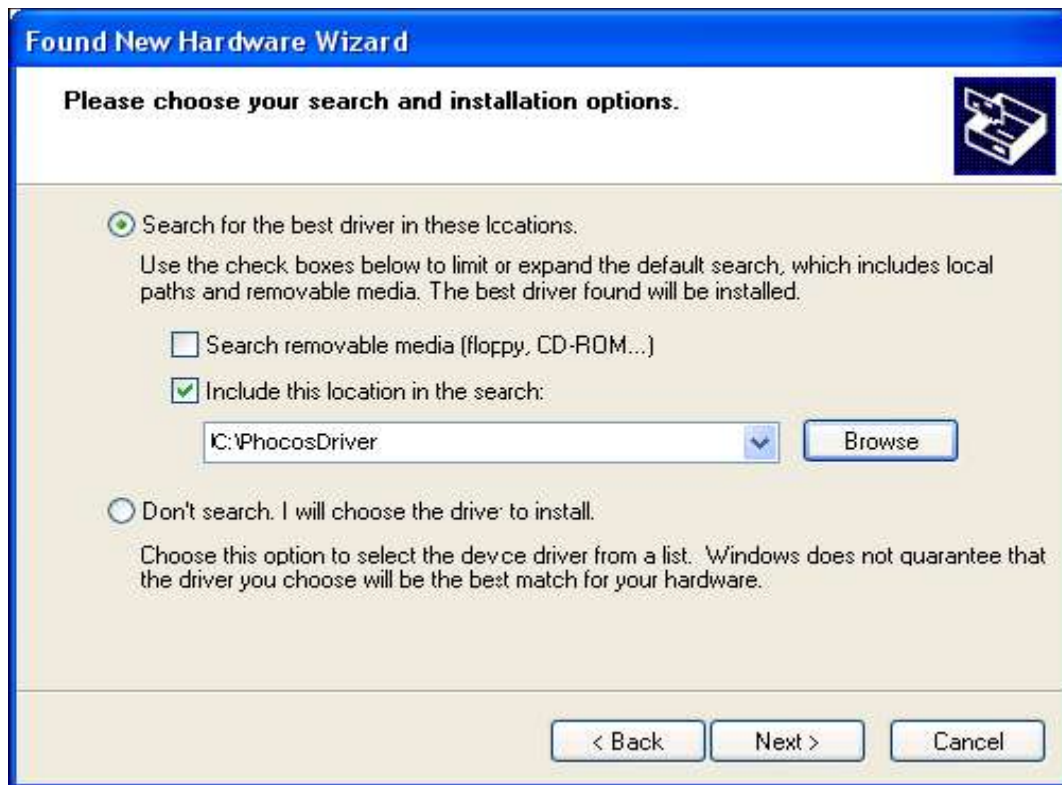 Found New Hardware Wizard
Please choose your search and installation options.
Search for the best driver in these locations.
Use the check boxes below to limit or expand the default search, which includes local
paths and removable media. The best driver found will be installed.
Search removable media (floppy, CD-ROM...)
Include this location in the search:
C:\PhocosDriver
Browse
Don't search. I will choose the driver to install.
Choose this option to select the device driver from a list. Windows does not guarantee that
the driver you choose will be the best match for your hardware.
< Back
Next >
Cancel